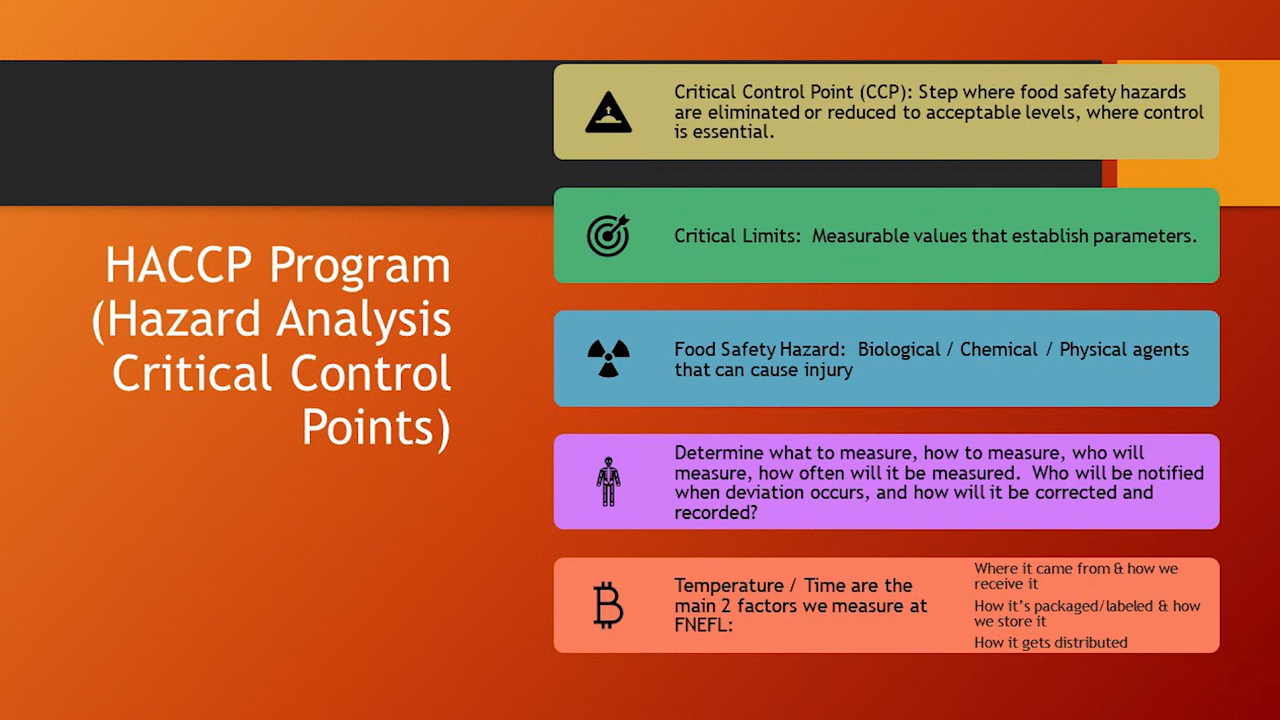 HACCP Program
(Hazard Analysis
Critical Control
Points)
Critical Control Point (CCP): Step where food safety hazards
are eliminated or reduced to acceptable levels, where control
is essential.
Critical Limits:  Measurable values that establish parameters.
Food Safety Hazard:  Biological / Chemical / Physical agents
that can cause injury
Determine what to measure, how to measure, who will
measure, how often will it be measured.  Who will be notified
when deviation occurs, and how will it be corrected and
recorded?
Temperature / Time are the
main 2 factors we measure at
FNEFL:
Where it came from & how we
receive it
How it's packaged/labeled & how
we store it
How it gets distributed